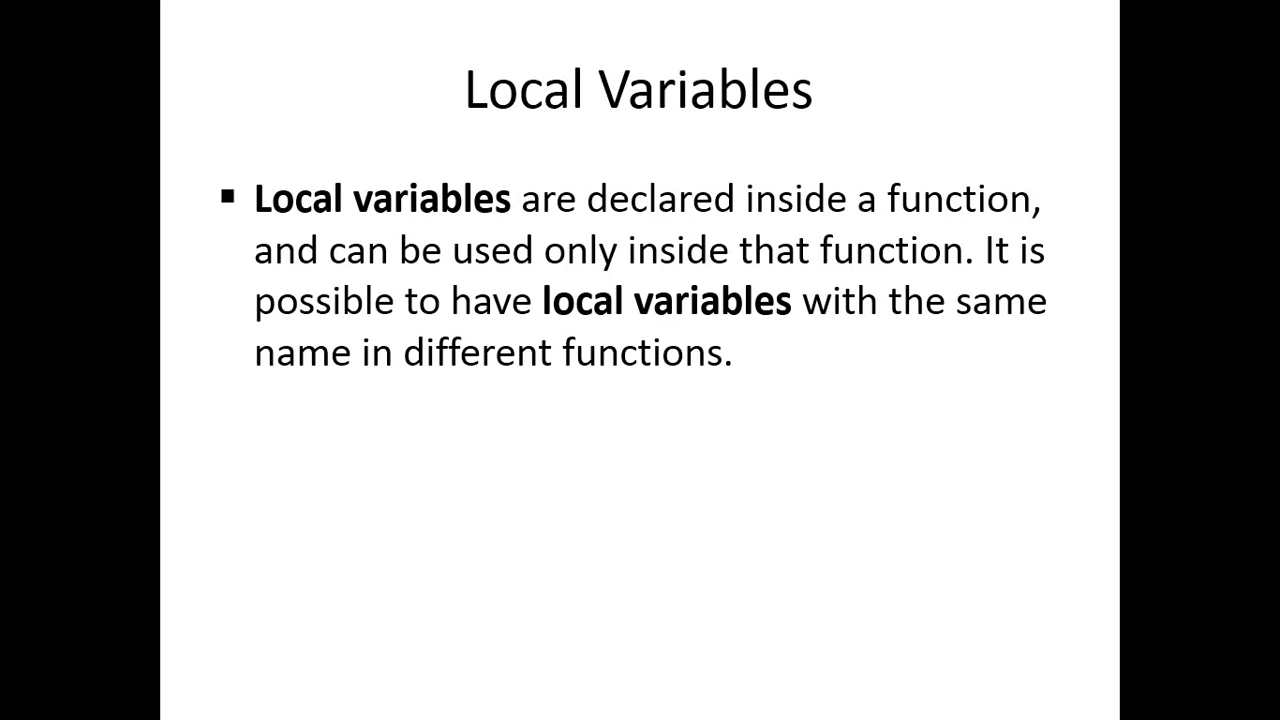 Local Variables
▪ Local variables are declared inside a function,
and can be used only inside that function. It is
possible to have local variables with the same
name in different functions.